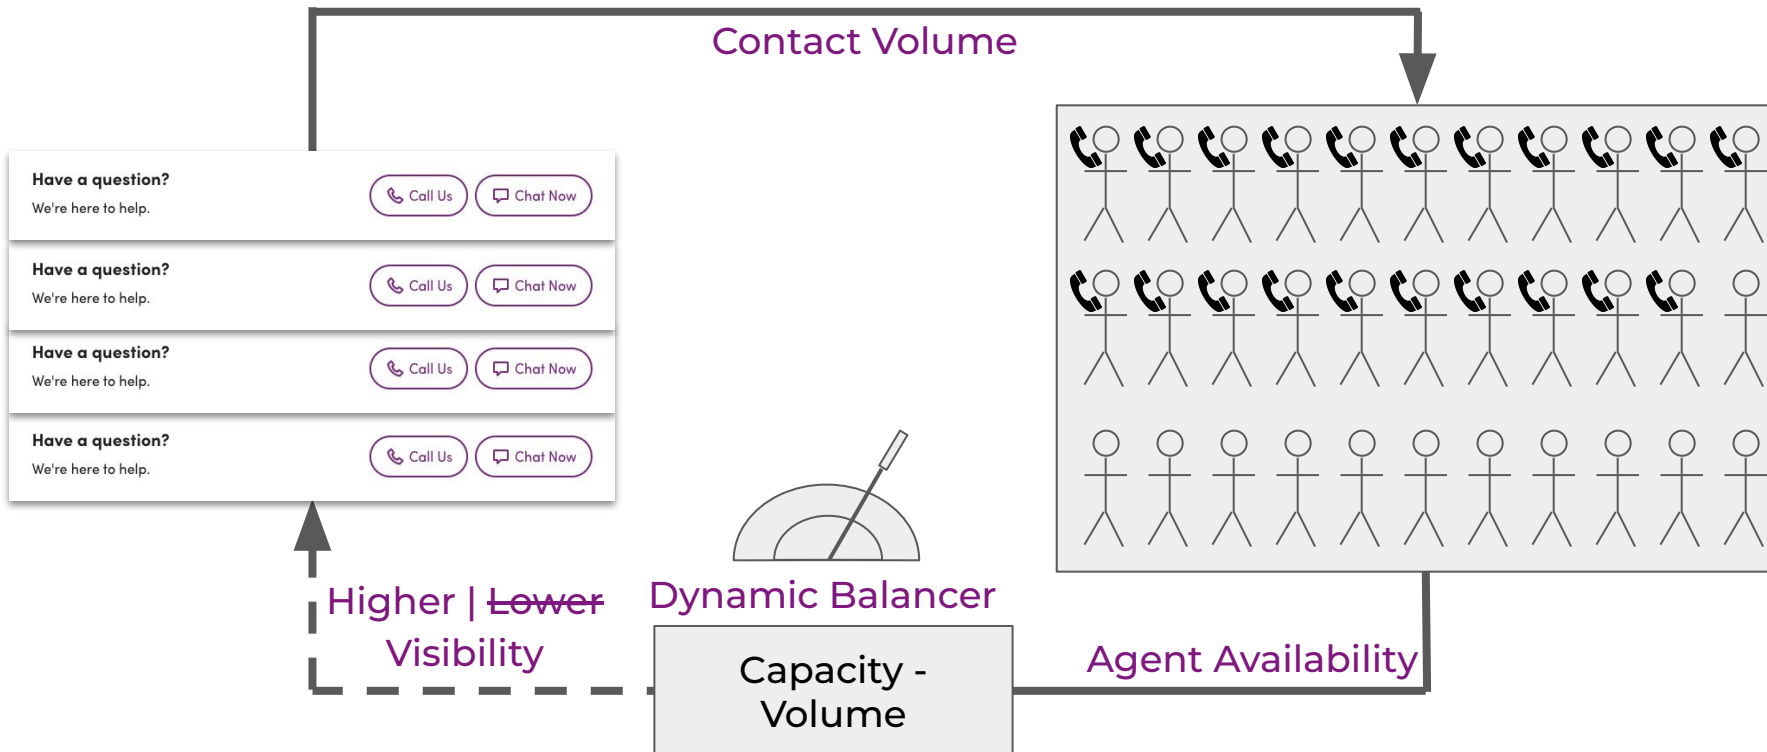 Contact Volume
Have a question?
We're here to help.
Call Us
Chat Now
Have a question?
We're here to help.
Call Us
Chat Now
Have a question?
We're here to help.
Call Us
Chat Now
Have a question?
We're here to help.
Call Us
Chat Now
Higher | Lower
Visibility
Dynamic Balancer
Capacity -
Volume
Agent Availability